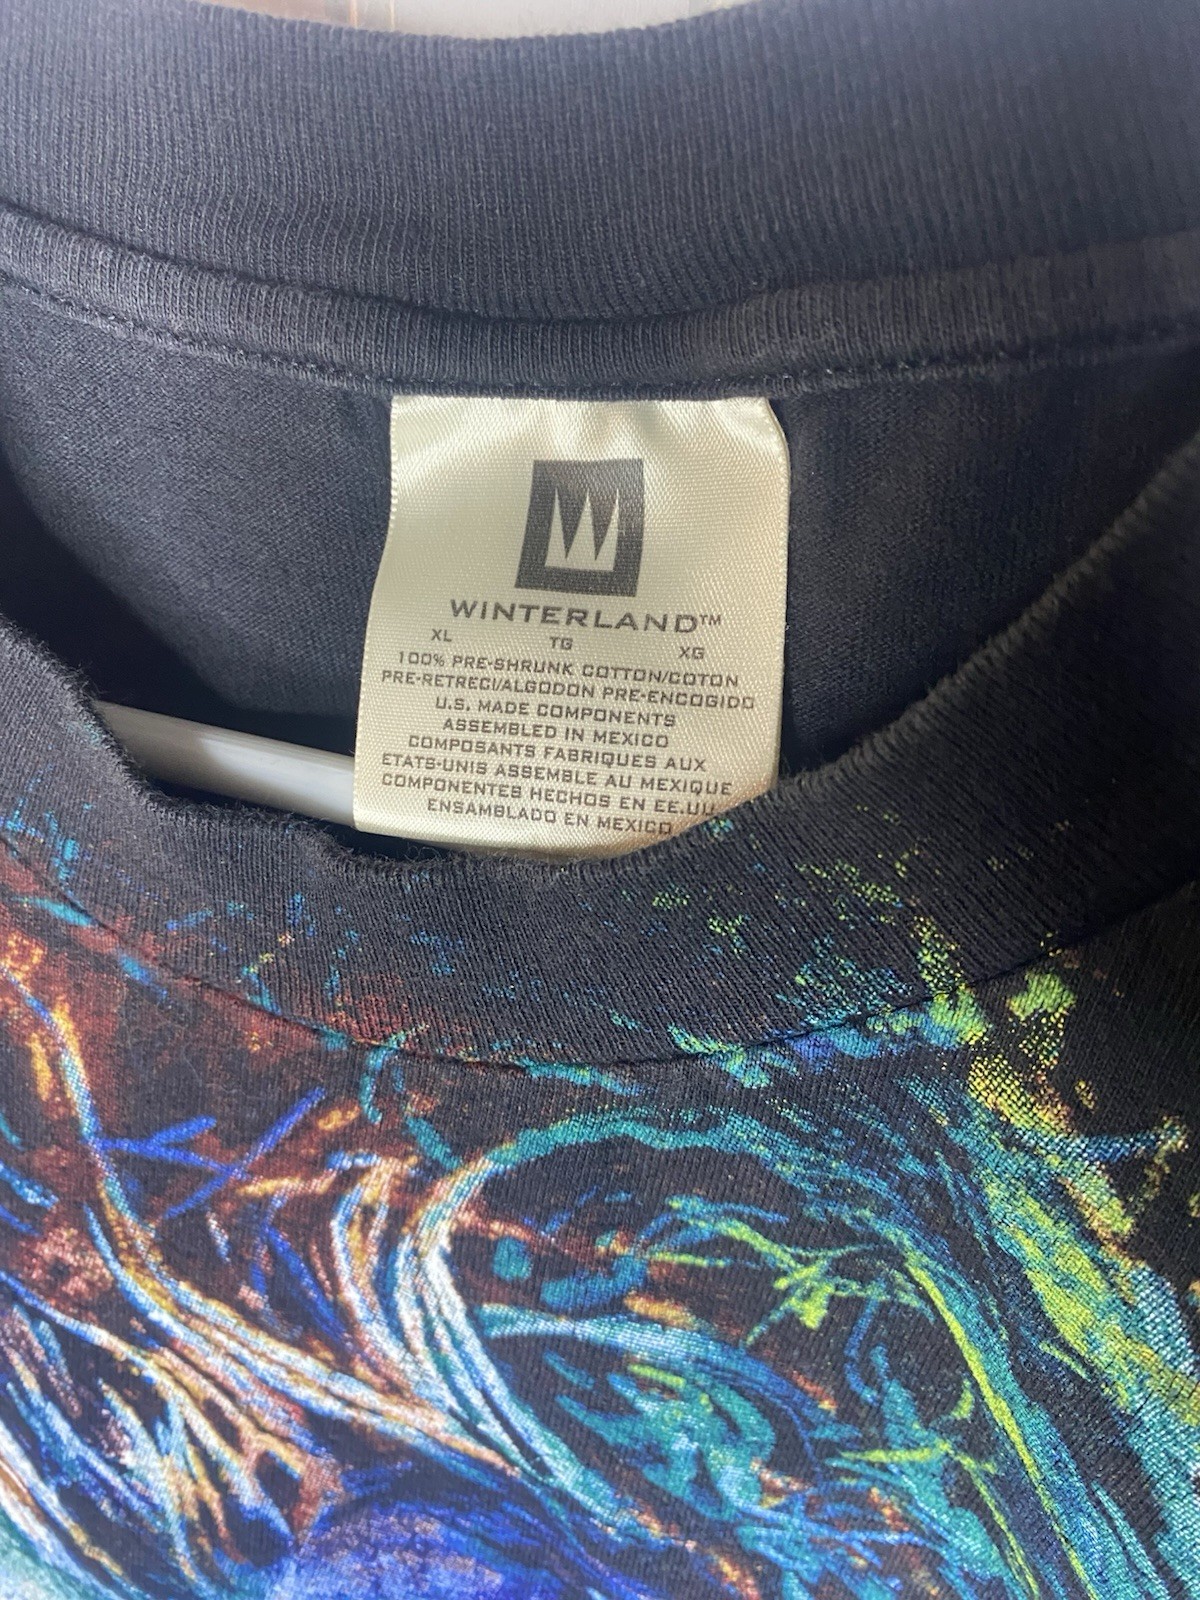 W
WINTERLAND™
XL TG XG
100% PRE-SHRUNK COTTON/COTON
PRE-RETRECI/ALGODON PRE-ENCOGIDO
U.S. MADE COMPONENTS
ASSEMBLED IN MEXICO
COMPOSANTS FABRIQUES AUX
ETATS-UNIS ASSEMBLE AU MEXIQUE
COMPONENTES HECHOS EN EE.UU
ENSAMBLADO EN MEXICO